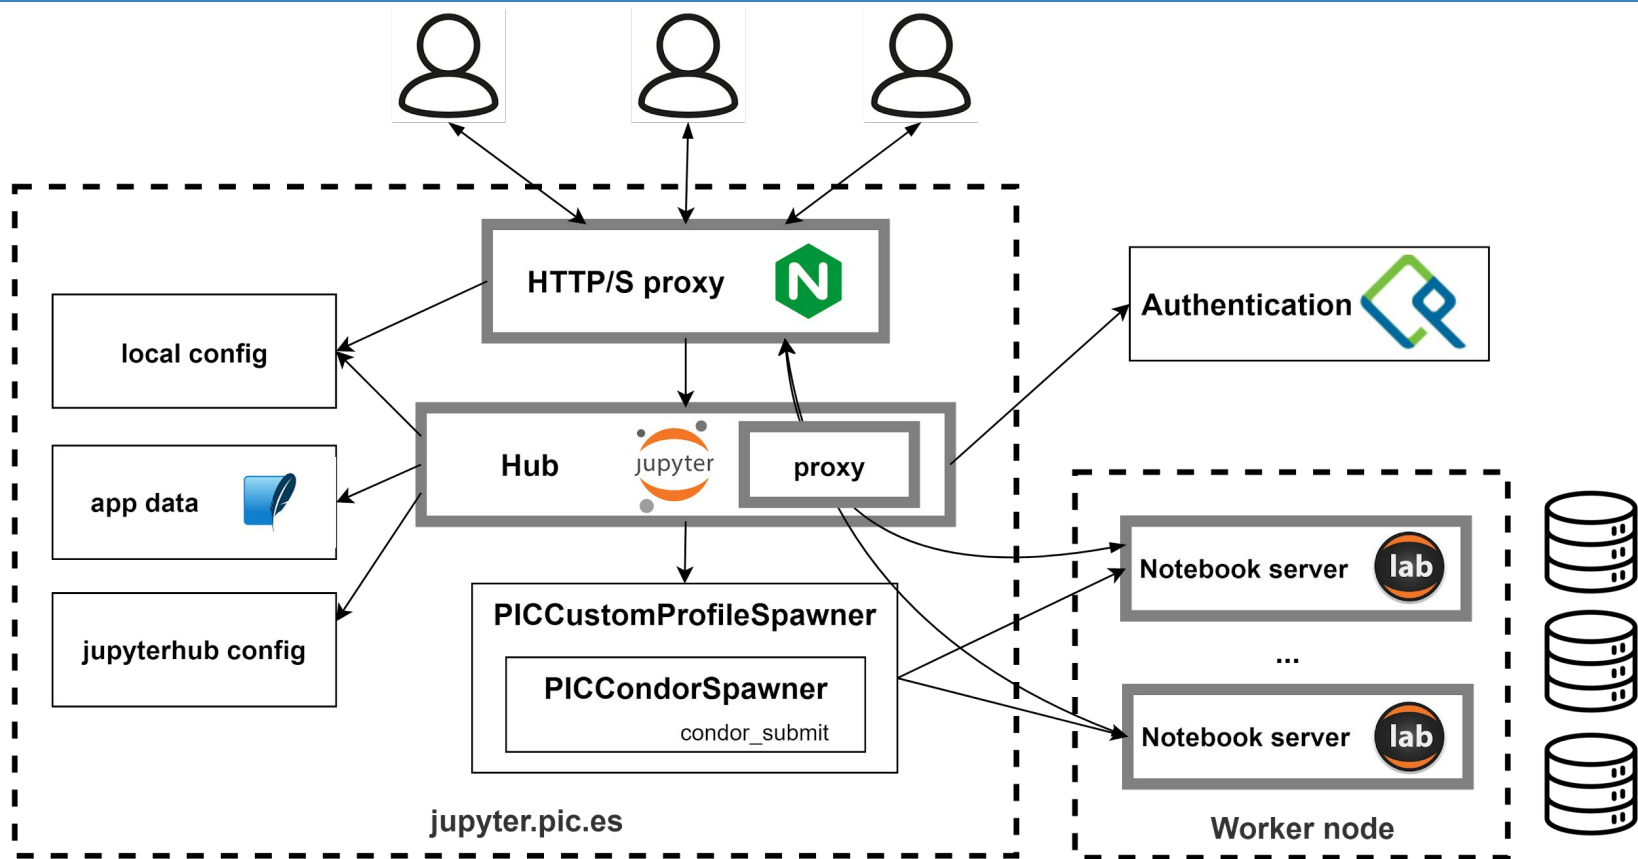 HTTP/S proxy
N
Authentication
local config
Hub
jupyter
proxy
app data
Notebook server
lab
PICCustomProfileSpawner
jupyterhub config
...
PICCondorSpawner
condor_submit
Notebook server
lab
jupyter.pic.es
Worker node